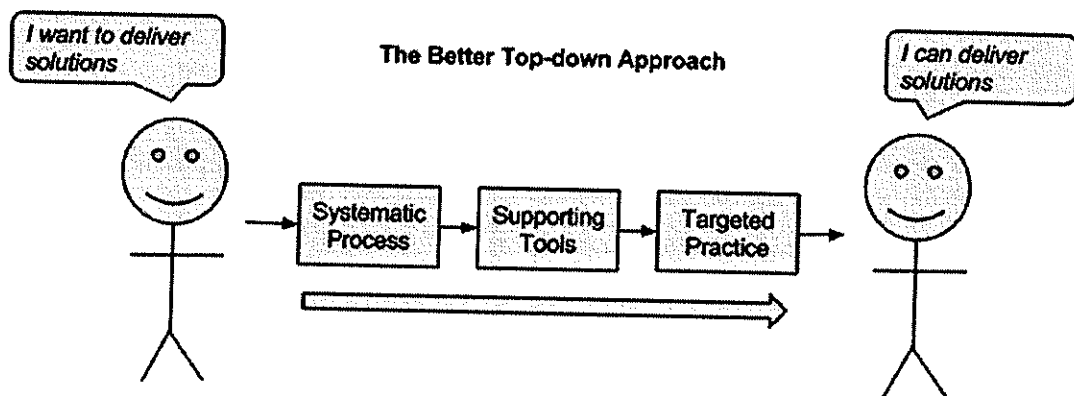 I want to deliver
solutions
The Better Top-down Approach
I can deliver
solutions
Systematic
Process
Supporting
Tools
Targeted
Practice